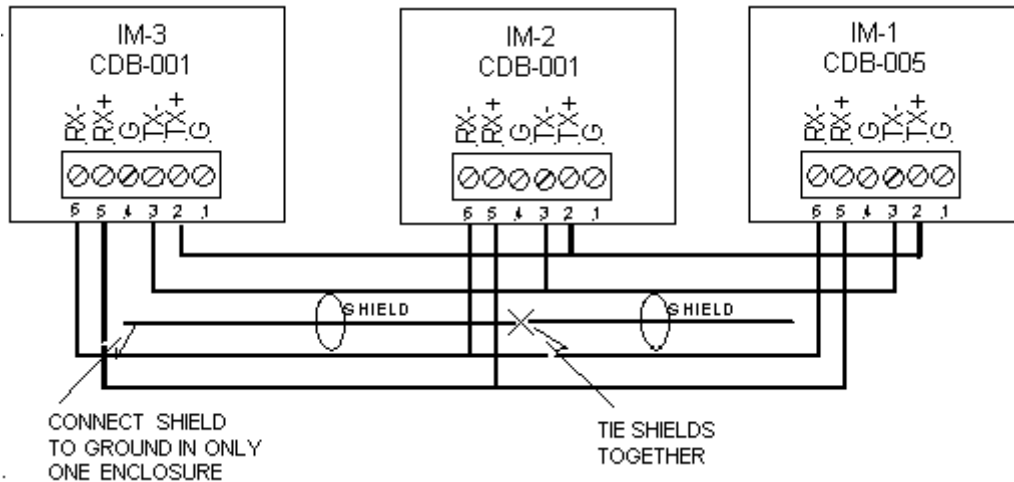 IM-3
CDB-001
RX- RX+ G TX- TX+ G
6 5 4 3 2 1
IM-2
CDB-001
RX- RX+ G TX- TX+ G
6 5 4 3 2 1
IM-1
CDB-005
RX- RX+ G TX- TX+ G
6 5 4 3 2 1
SHIELD
SHIELD
CONNECT SHIELD
TO GROUND IN ONLY
ONE ENCLOSURE
TIE SHIELDS
TOGETHER